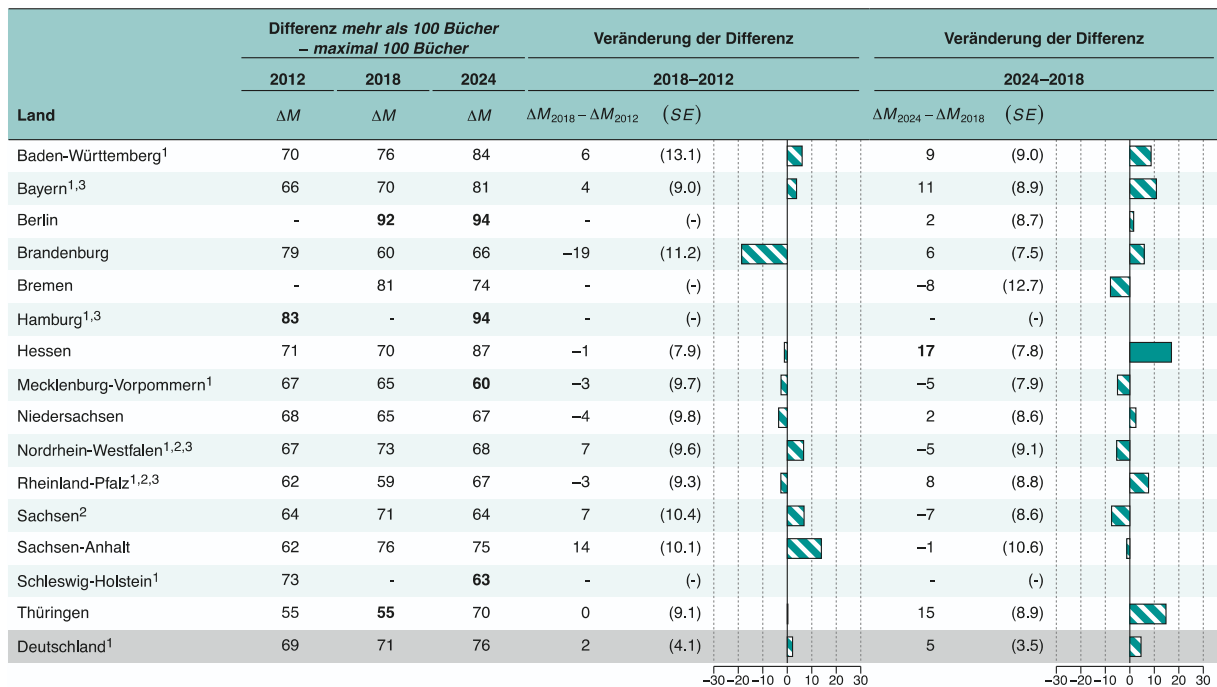 Differenz mehr als 100 Bücher – maximal 100 Bücher Veränderung der Differenz Veränderung der Differenz
2012 2018 2024 2018–2012 2024–2018
Land ΔM ΔM ΔM ΔM2018 – ΔM2012 (SE) ΔM2024 – ΔM2018 (SE)
Baden-Württemberg1 70 76 84 6 (13.1) 9 (9.0)
Bayern1,3 66 70 81 4 (9.0) 11 (8.9)
Berlin - 92 94 - (-) 2 (8.7)
Brandenburg 79 60 66 –19 (11.2) 6 (7.5)
Bremen - 81 74 - (-) –8 (12.7)
Hamburg1,3 83 - 94 - (-) - (-)
Hessen 71 70 87 –1 (7.9) 17 (7.8)
Mecklenburg-Vorpommern1 67 65 60 –3 (9.7) –5 (7.9)
Niedersachsen 68 65 67 –4 (9.8) 2 (8.6)
Nordrhein-Westfalen1,2,3 67 73 68 7 (9.6) –5 (9.1)
Rheinland-Pfalz1,2,3 62 59 67 –3 (9.3) 8 (8.8)
Sachsen2 64 71 64 7 (10.4) –7 (8.6)
Sachsen-Anhalt 62 76 75 14 (10.1) –1 (10.6)
Schleswig-Holstein1 73 - 63 - (-) - (-)
Thüringen 55 55 70 0 (9.1) 15 (8.9)
Deutschland1 69 71 76 2 (4.1) 5 (3.5)
–30 –20 –10 0 10 20 30 –30 –20 –10 0 10 20 30